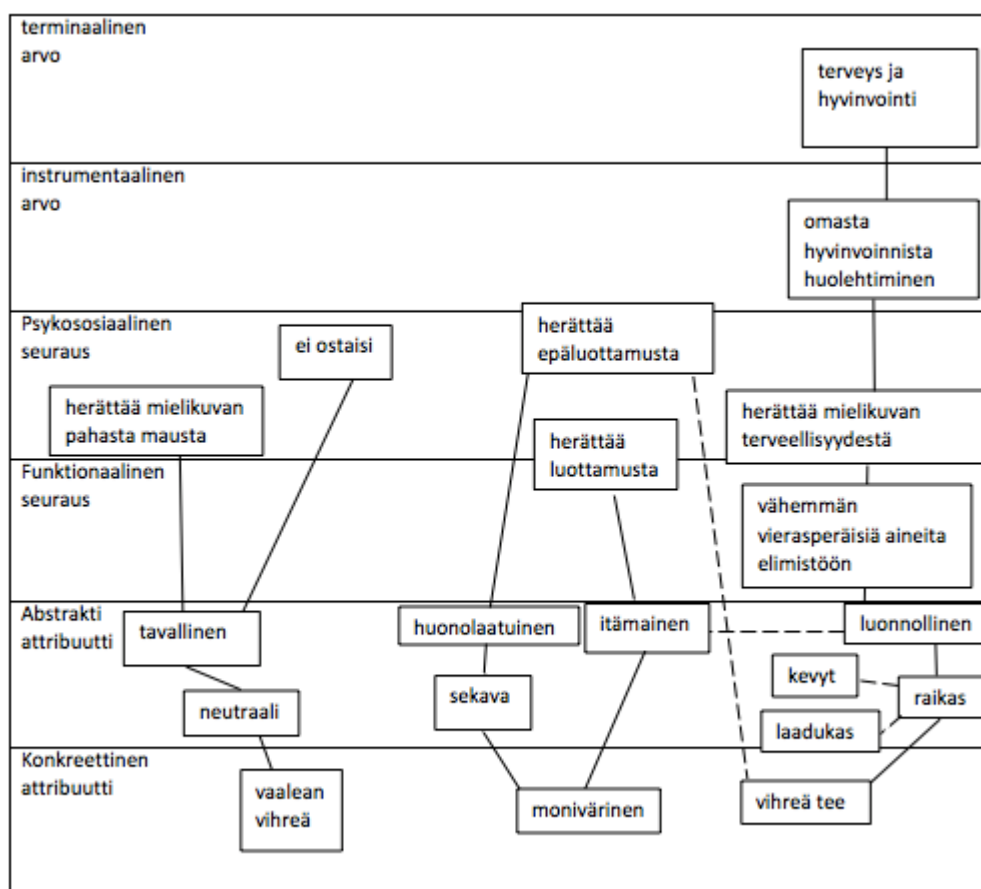 terminaalinen
arvo
terveys ja
hyvinvointi
instrumentaalinen
arvo
omasta
hyvinvoinnista
huolehtiminen
Psykososiaalinen
seuraus
ei ostaisi
herättää
epäluottamusta
herättää mielikuvan
pahasta mausta
herättää
luottamusta
herättää mielikuvan
terveellisyydestä
Funktionaalinen
seuraus
vähemmän
vierasperäisiä aineita
elimistöön
Abstrakti
attribuutti
tavallinen
huonolaatuinen
itämainen
luonnollinen
neutraali
sekava
kevyt
raikas
laadukas
Konkreettinen
attribuutti
vaalean
vihreä
monivärinen
vihreä tee